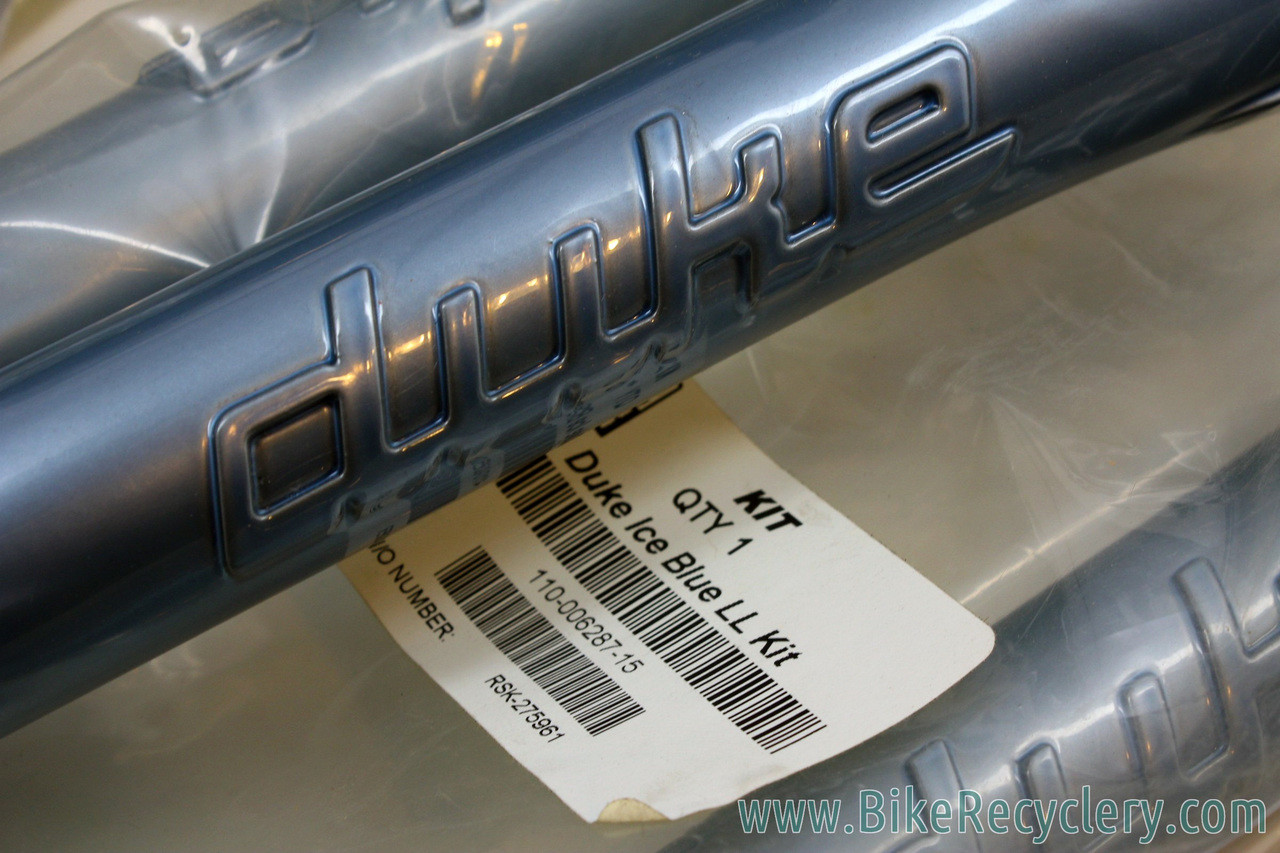 duke
KIT
QTY 1
Duke Ice Blue LL Kit
110-006287-15
W/O NUMBER:
RSK-275961
www.BikeRecyclery.com